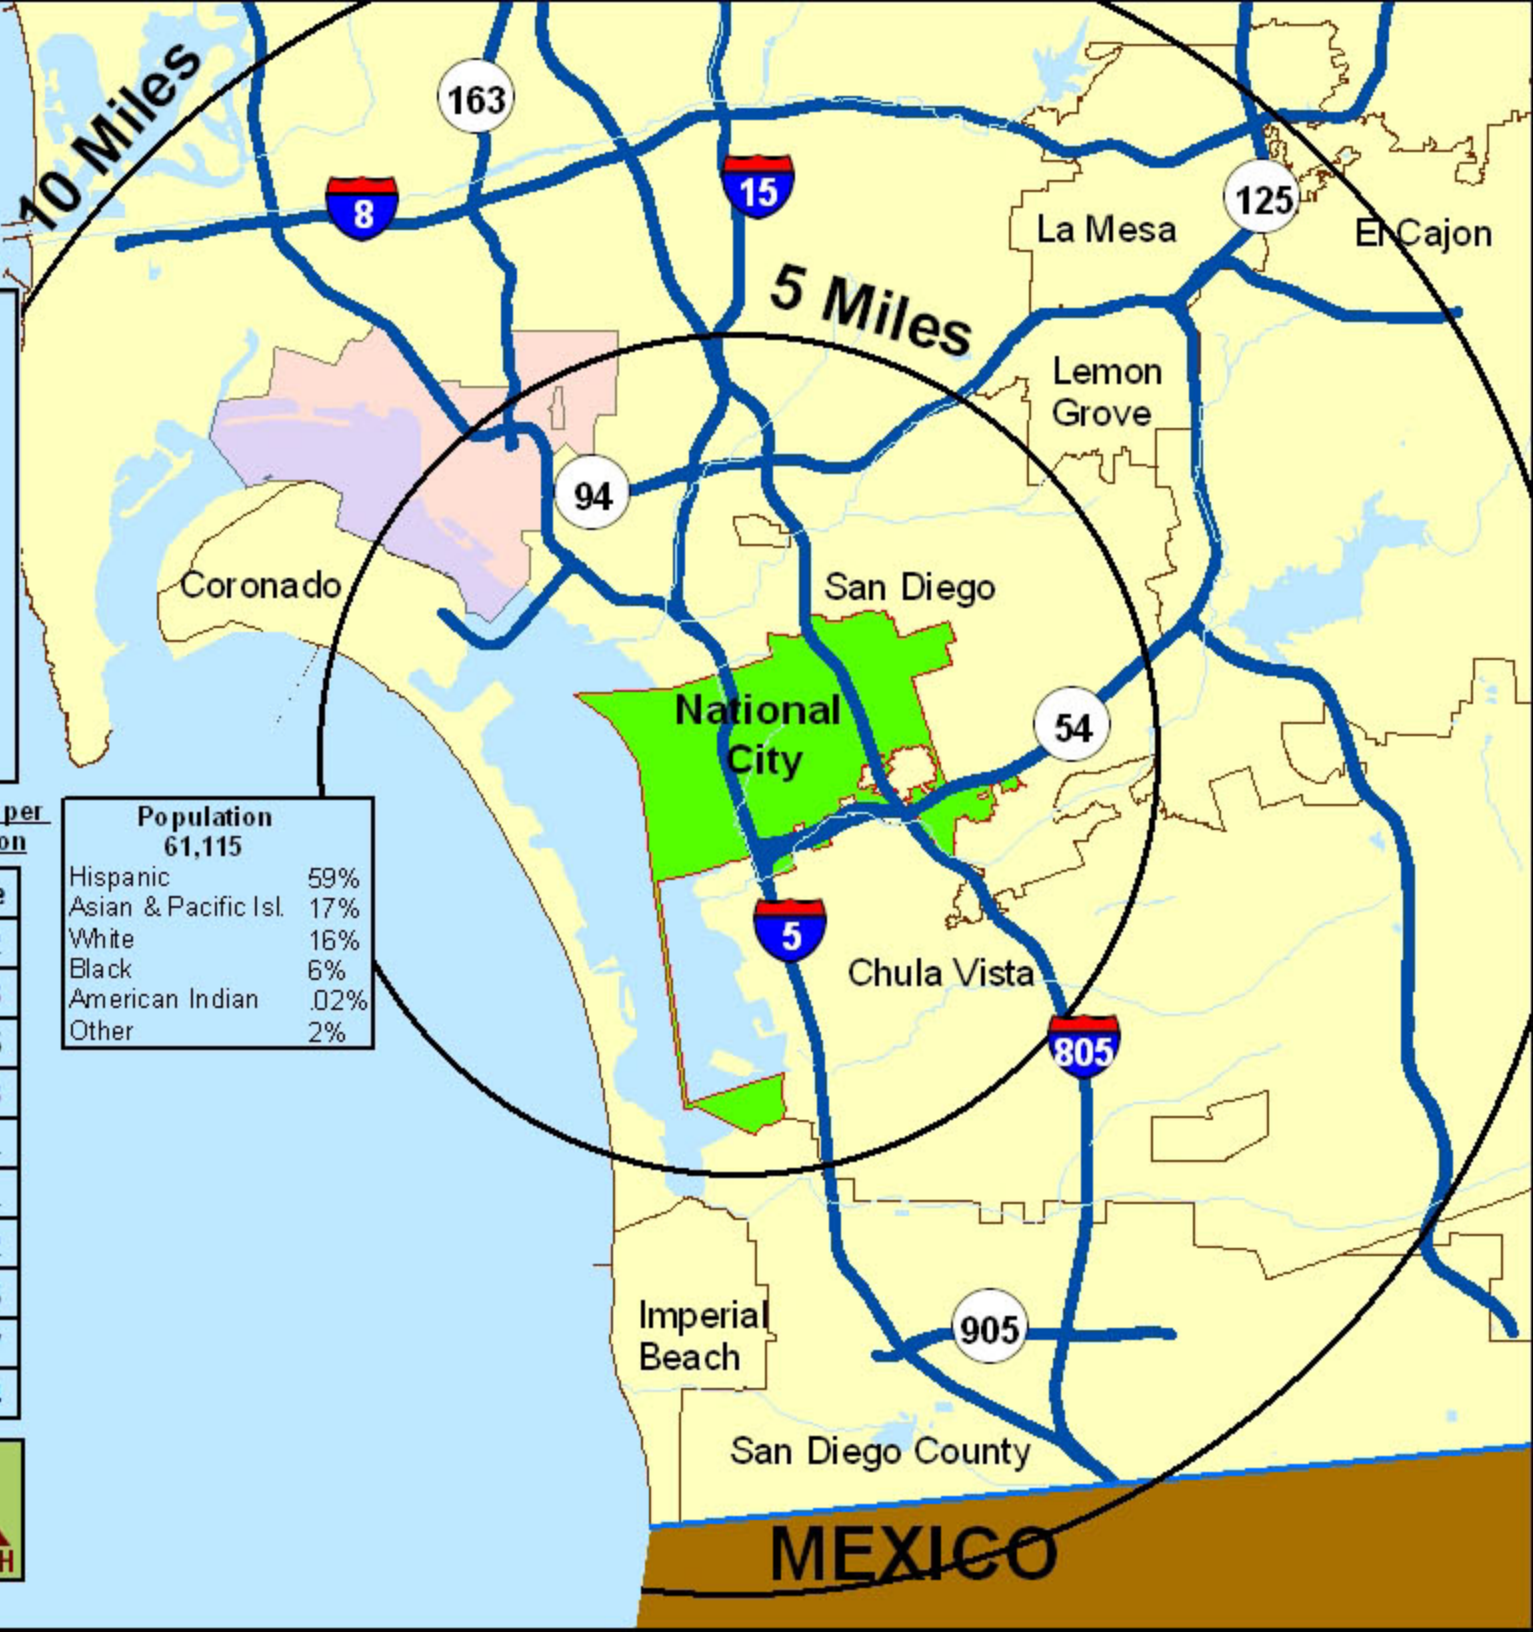 10 Miles
163
15
8
125
La Mesa
El Cajon
5 Miles
Lemon
Grove
94
Coronado
San Diego
National
City
54
per
on
Population
61,115
Hispanic 59%
Asian & Pacific Isl. 17%
White 16%
Black 6%
American Indian .02%
Other 2%
5
Chula Vista
805
Imperial
Beach
905
San Diego County
MEXICO
H